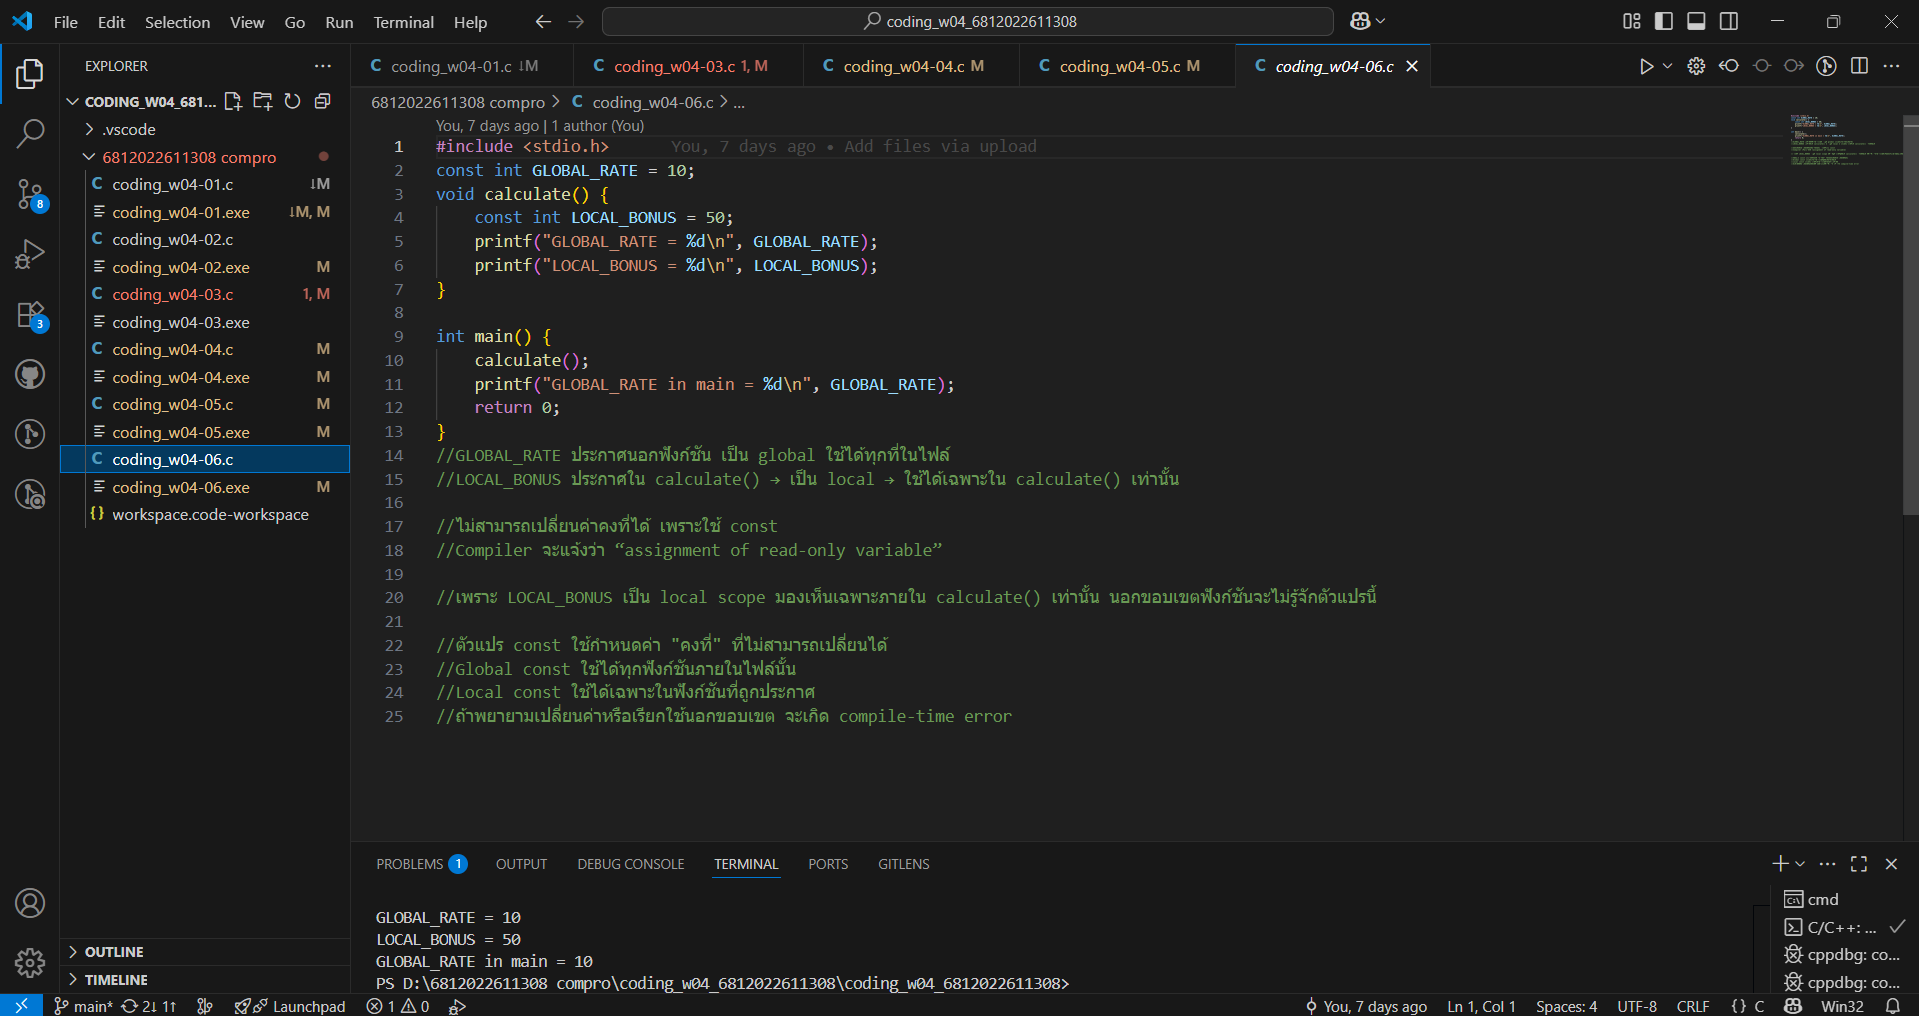 File Edit Selection View Go Run Terminal Help
coding_w04_6812022611308
EXPLORER
CODING_W04_681...
.vscode
6812022611308 compro
coding_w04-01.c ↓M
coding_w04-01.exe ↓M, M
coding_w04-02.c
coding_w04-02.exe M
coding_w04-03.c 1, M
coding_w04-03.exe
coding_w04-04.c M
coding_w04-04.exe M
coding_w04-05.c M
coding_w04-05.exe M
coding_w04-06.c
coding_w04-06.exe M
workspace.code-workspace
OUTLINE
TIMELINE
8
3
coding_w04-01.c ↓M coding_w04-03.c 1, M coding_w04-04.c M coding_w04-05.c M coding_w04-06.c
6812022611308 compro > C coding_w04-06.c > ...
You, 7 days ago | 1 author (You)
1 #include <stdio.h> You, 7 days ago • Add files via upload
2 const int GLOBAL_RATE = 10;
3 void calculate() {
4 const int LOCAL_BONUS = 50;
5 printf("GLOBAL_RATE = %d\n", GLOBAL_RATE);
6 printf("LOCAL_BONUS = %d\n", LOCAL_BONUS);
7 }
8
9 int main() {
10 calculate();
11 printf("GLOBAL_RATE in main = %d\n", GLOBAL_RATE);
12 return 0;
13 }
14 //GLOBAL_RATE ประกาศนอกฟังก์ชัน เป็น global ใช้ได้ทุกที่ในไฟล์
15 //LOCAL_BONUS ประกาศใน calculate() → เป็น local → ใช้ได้เฉพาะใน calculate() เท่านั้น
16
17 //ไม่สามารถเปลี่ยนค่าคงที่ได้ เพราะใช้ const
18 //Compiler จะแจ้งว่า “assignment of read-only variable”
19
20 //เพราะ LOCAL_BONUS เป็น local scope มองเห็นเฉพาะภายใน calculate() เท่านั้น นอกขอบเขตฟังก์ชันจะไม่รู้จักตัวแปรนี้
21
22 //ตัวแปร const ใช้กำหนดค่า "คงที่" ที่ไม่สามารถเปลี่ยนได้
23 //Global const ใช้ได้ทุกฟังก์ชันภายในไฟล์นั้น
24 //Local const ใช้ได้เฉพาะในฟังก์ชันที่ถูกประกาศ
25 //ถ้าพยายามเปลี่ยนค่าหรือเรียกใช้นอกขอบเขต จะเกิด compile-time error
PROBLEMS 1 OUTPUT DEBUG CONSOLE TERMINAL PORTS GITLENS
GLOBAL_RATE = 10
LOCAL_BONUS = 50
GLOBAL_RATE in main = 10
PS D:\6812022611308 compro\coding_w04_6812022611308\coding_w04_6812022611308>
cmd
C/C++: ...
cppdbg: co...
cppdbg: co...
main* 2↓ 1↑ Launchpad 1 0 You, 7 days ago Ln 1, Col 1 Spaces: 4 UTF-8 CRLF {} C Win32